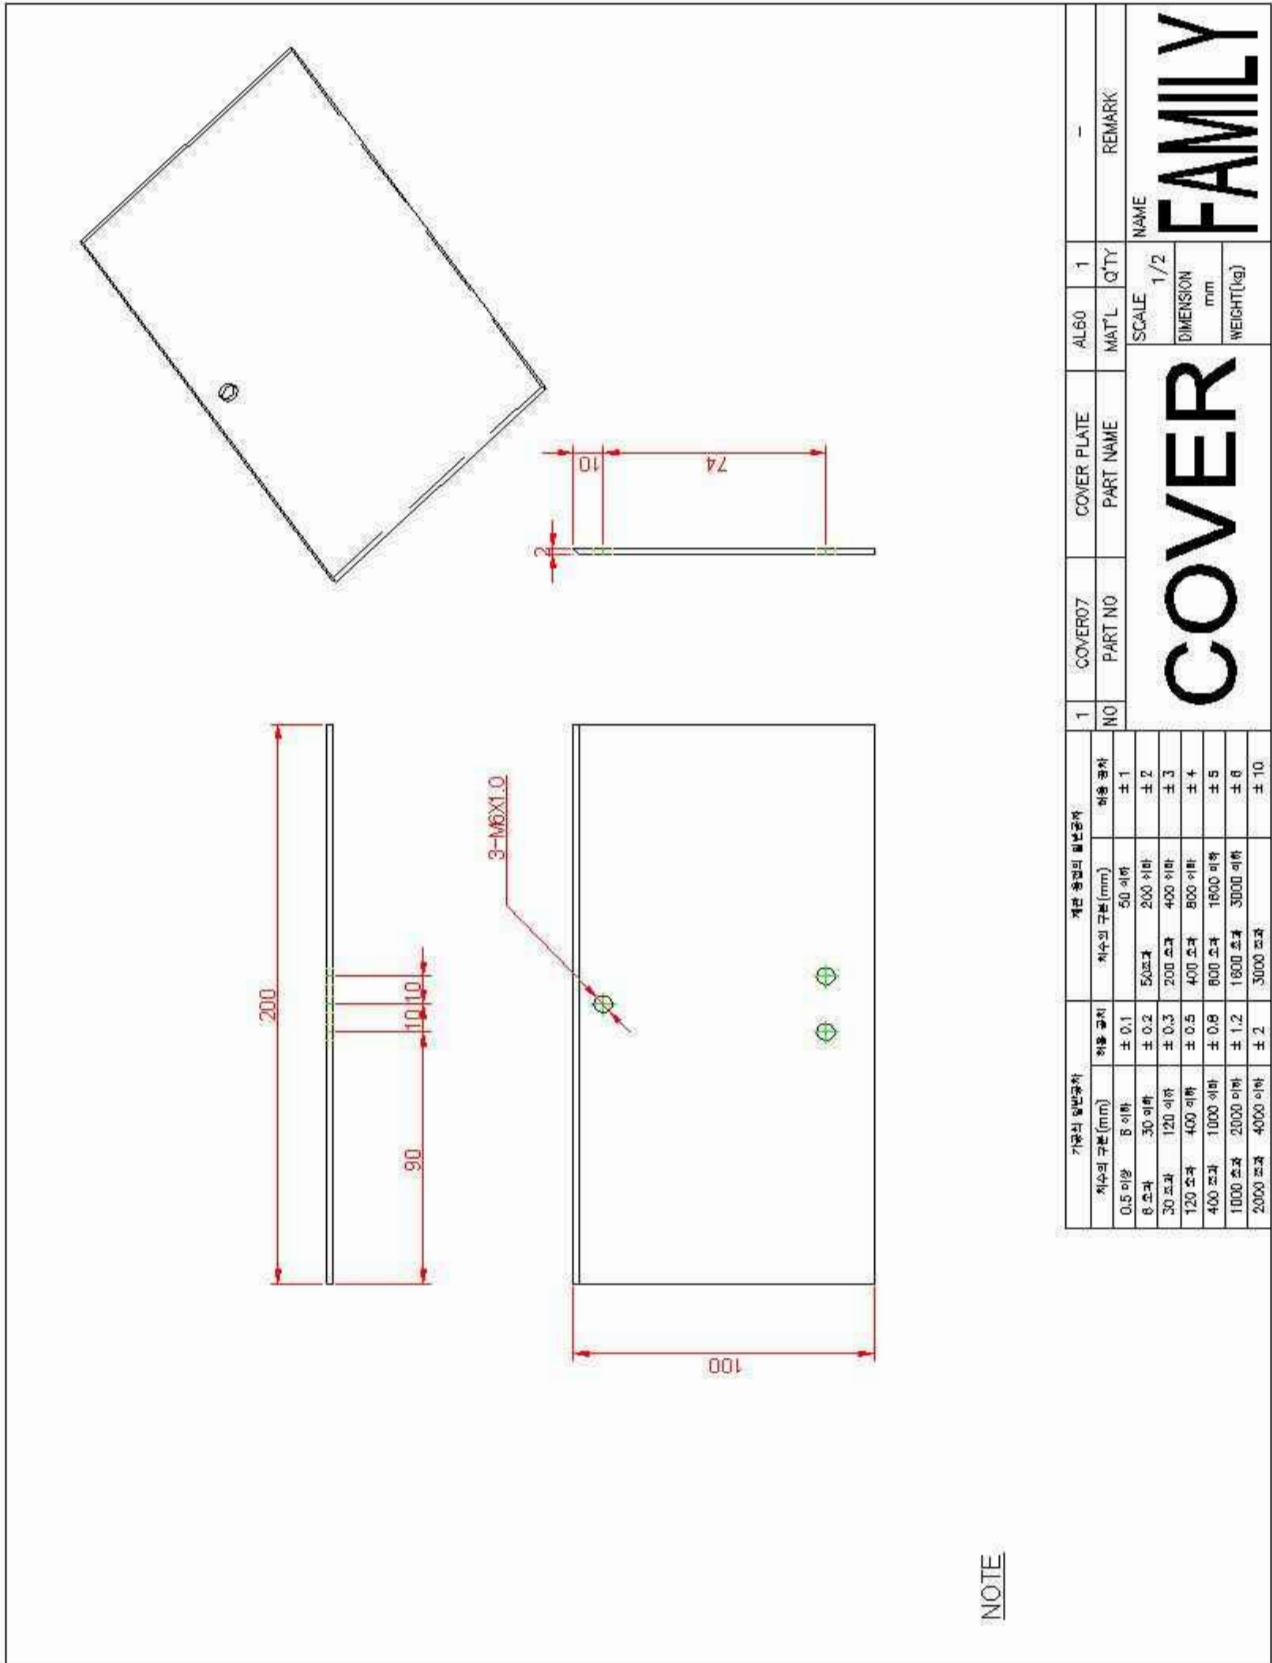 200
90
10
10
3-M6X1.0
100
2
10
74
NOTE
가공의 일반공차
치수의 구분(mm) 허용 공차
0.5 이상 6 이하 ± 0.1
6 초과 30 이하 ± 0.2
30 초과 120 이하 ± 0.3
120 초과 400 이하 ± 0.5
400 초과 1000 이하 ± 0.8
1000 초과 2000 이하 ± 1.2
2000 초과 4000 이하 ± 2
제관 용접의 일반공차
치수의 구분(mm) 허용 공차
50 이하 ± 1
50초과 200 이하 ± 2
200 초과 400 이하 ± 3
400 초과 800 이하 ± 4
800 초과 1600 이하 ± 5
1600 초과 3000 이하
3000 초과 ± 10
1 COVER07 COVER PLATE AL60 1 -
NO PART NO PART NAME MAT'L Q'TY REMARK
COVER
SCALE
1/2
DIMENSION
mm
WEIGHT(kg)
NAME
FAMILY